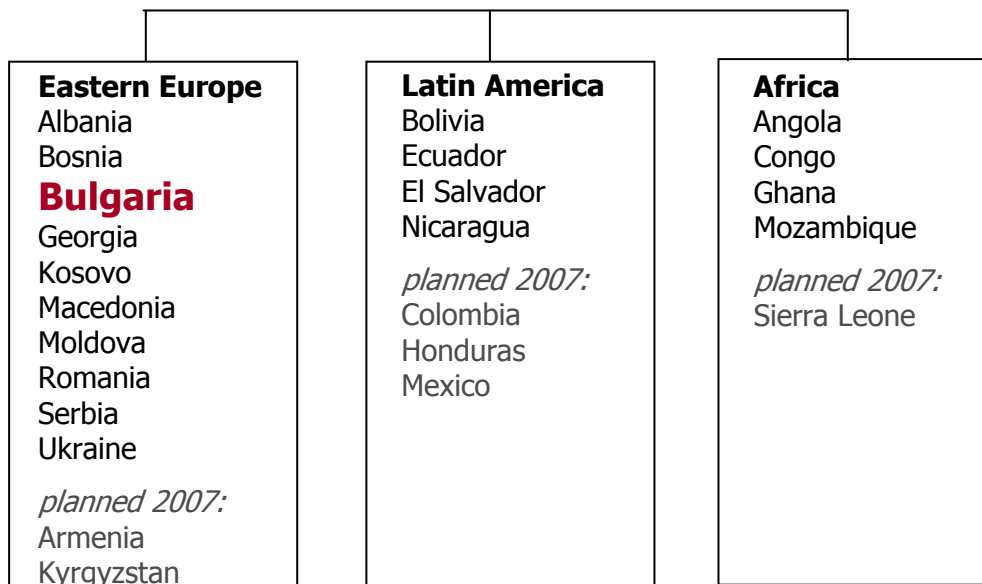 Eastern Europe
Albania
Bosnia
Bulgaria
Georgia
Kosovo
Macedonia
Moldova
Romania
Serbia
Ukraine
planned 2007:
Armenia
Kyrgyzstan
Latin America
Bolivia
Ecuador
El Salvador
Nicaragua
planned 2007:
Colombia
Honduras
Mexico
Africa
Angola
Congo
Ghana
Mozambique
planned 2007:
Sierra Leone